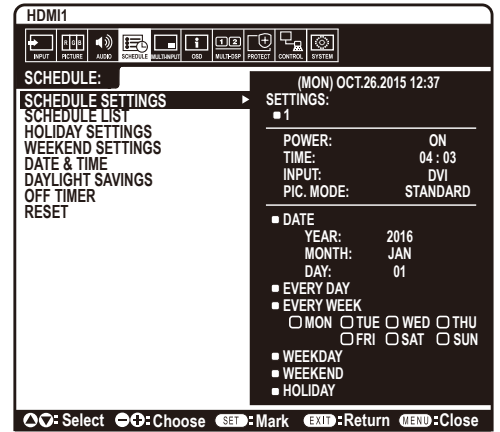 HDMI1
INPUT RGB PICTURE AUDIO SCHEDULE MULTI-INPUT OSD 1 2 MULTI-DSP PROTECT CONTROL SYSTEM
SCHEDULE:
SCHEDULE SETTINGS
SCHEDULE LIST
HOLIDAY SETTINGS
WEEKEND SETTINGS
DATE & TIME
DAYLIGHT SAVINGS
OFF TIMER
RESET
(MON) OCT.26.2015 12:37
SETTINGS:
1
POWER: ON
TIME: 04 : 03
INPUT: DVI
PIC. MODE: STANDARD
DATE
YEAR: 2016
MONTH: JAN
DAY: 01
EVERY DAY
EVERY WEEK
MON TUE WED THU
FRI SAT SUN
WEEKDAY
WEEKEND
HOLIDAY
: Select : Choose SET : Mark EXIT : Return MENU : Close